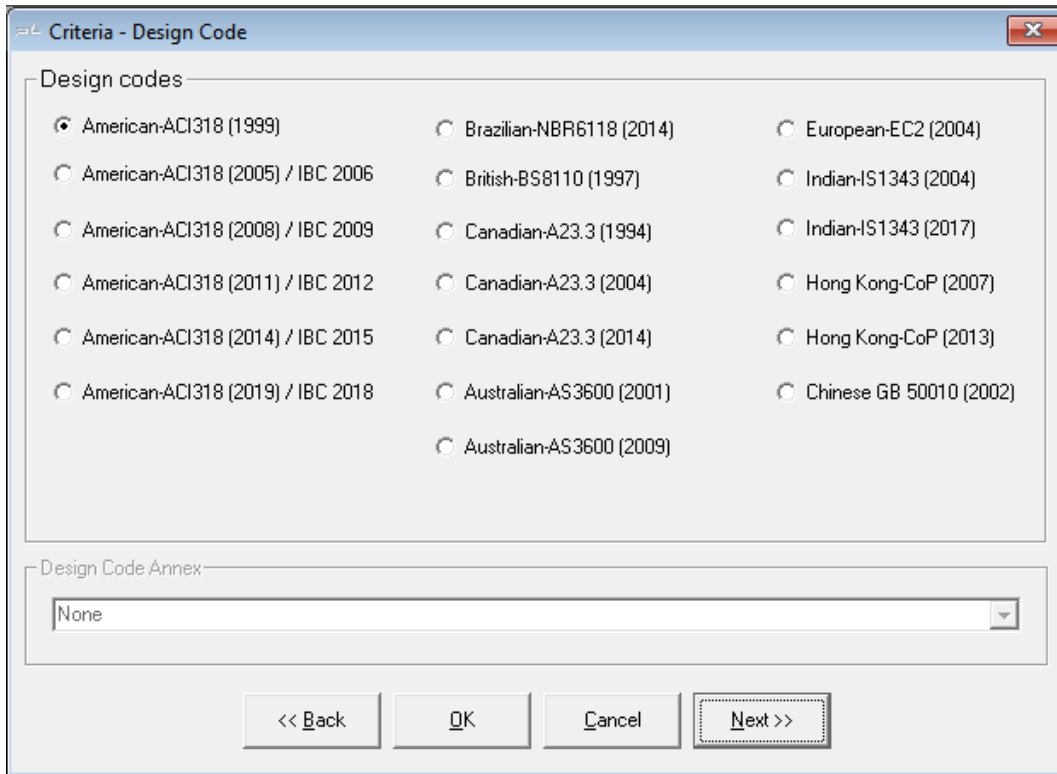 Criteria - Design Code
Design codes
American-ACI318 (1999)
American-ACI318 (2005) / IBC 2006
American-ACI318 (2008) / IBC 2009
American-ACI318 (2011) / IBC 2012
American-ACI318 (2014) / IBC 2015
American-ACI318 (2019) / IBC 2018
Brazilian-NBR6118 (2014)
British-BS8110 (1997)
Canadian-A23.3 (1994)
Canadian-A23.3 (2004)
Canadian-A23.3 (2014)
Australian-AS3600 (2001)
Australian-AS3600 (2009)
European-EC2 (2004)
Indian-IS1343 (2004)
Indian-IS1343 (2017)
Hong Kong-CoP (2007)
Hong Kong-CoP (2013)
Chinese GB 50010 (2002)
Design Code Annex
None
<< Back
OK
Cancel
Next >>